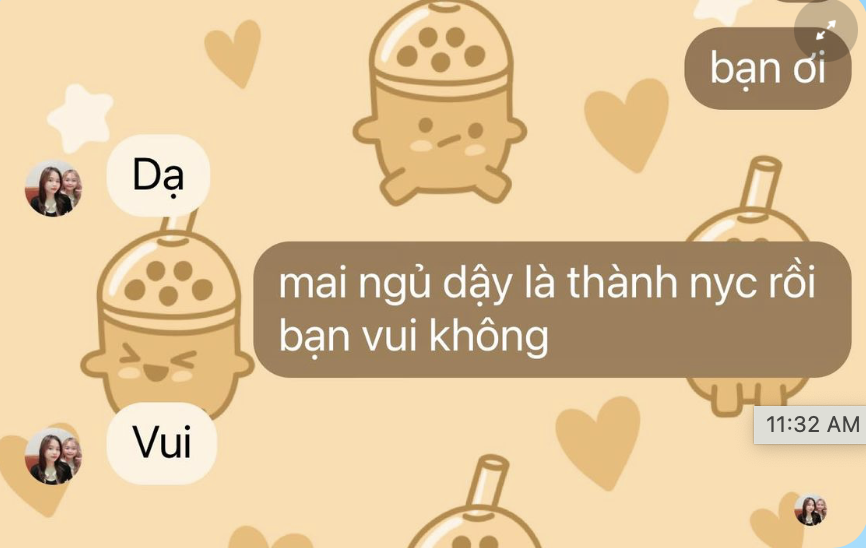 bạn ơi
Dạ
mai ngủ dậy là thành nyc rồi
bạn vui không
Vui
11:32 AM